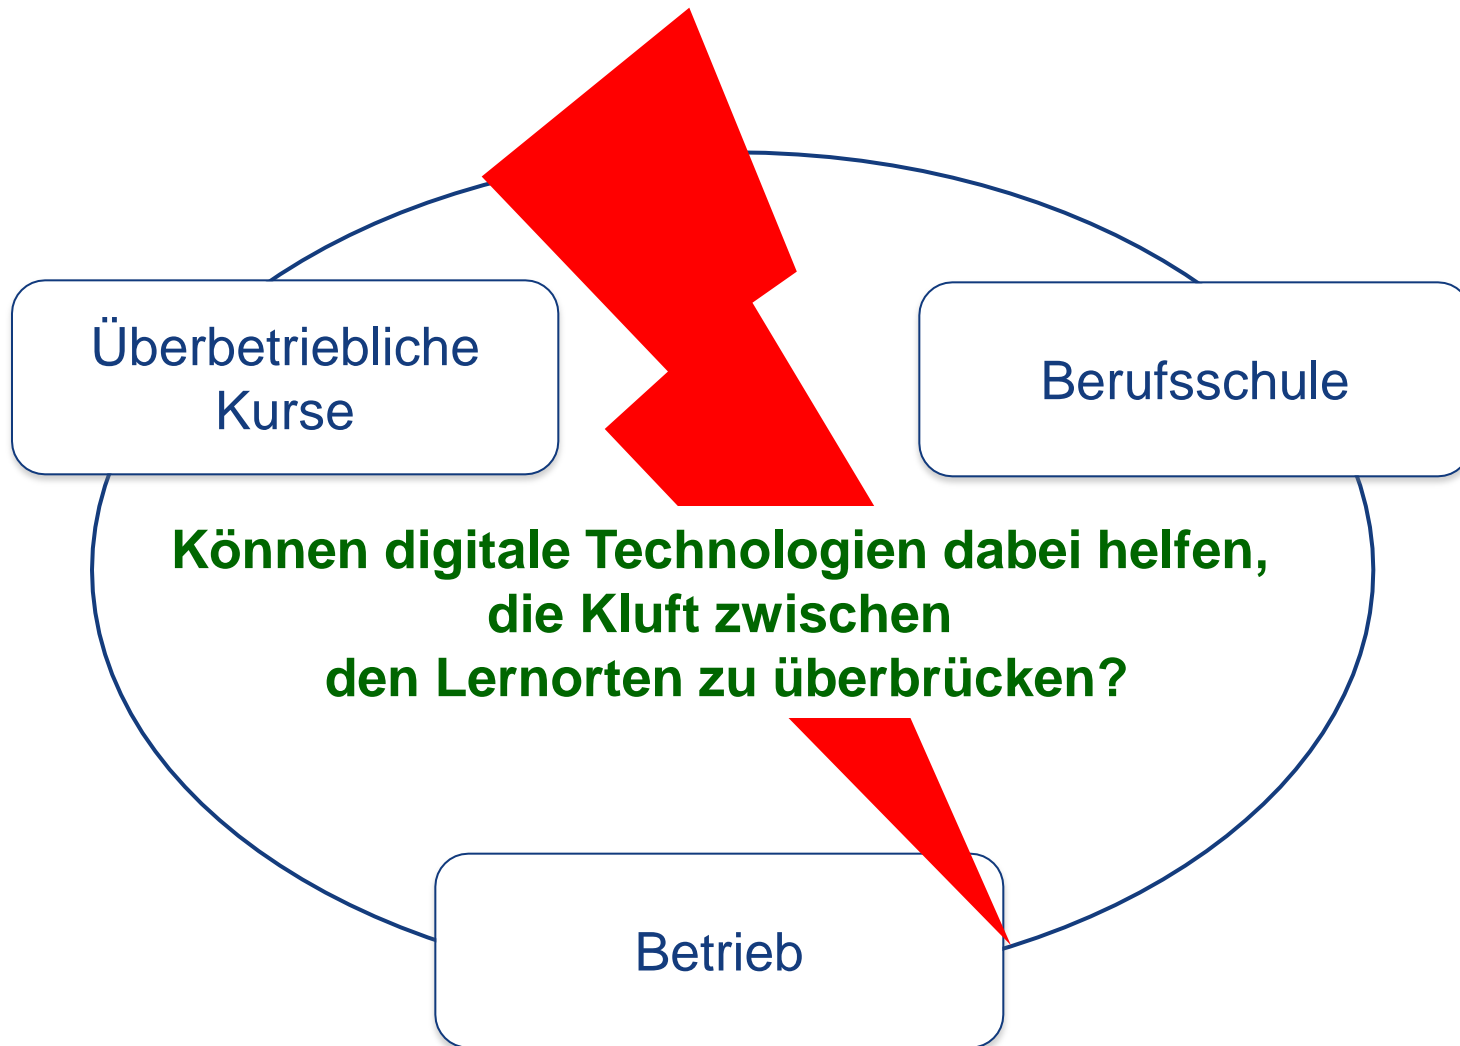 Überbetriebliche
Kurse
Berufsschule
Können digitale Technologien dabei helfen,
die Kluft zwischen
den Lernorten zu überbrücken?
Betrieb